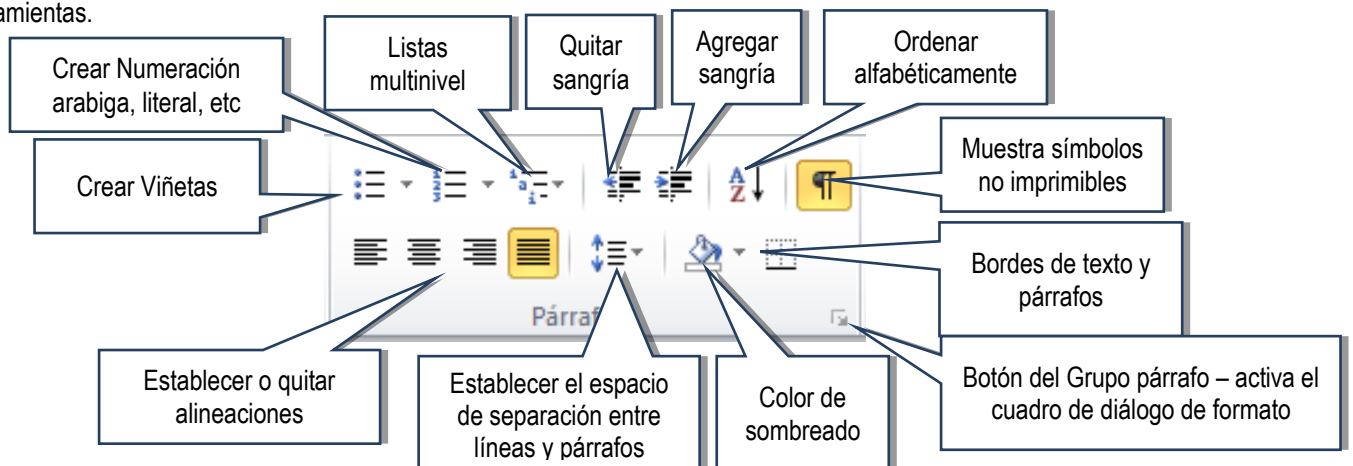 amientas.
Crear Numeración
arabiga, literal, etc
Listas
multinivel
Quitar
sangría
Agregar
sangría
Ordenar
alfabéticamente
Crear Viñetas
Muestra símbolos
no imprimibles
Bordes de texto y
párrafos
Párraf
Establecer o quitar
alineaciones
Establecer el espacio
de separación entre
líneas y párrafos
Color de
sombreado
Botón del Grupo párrafo – activa el
cuadro de diálogo de formato